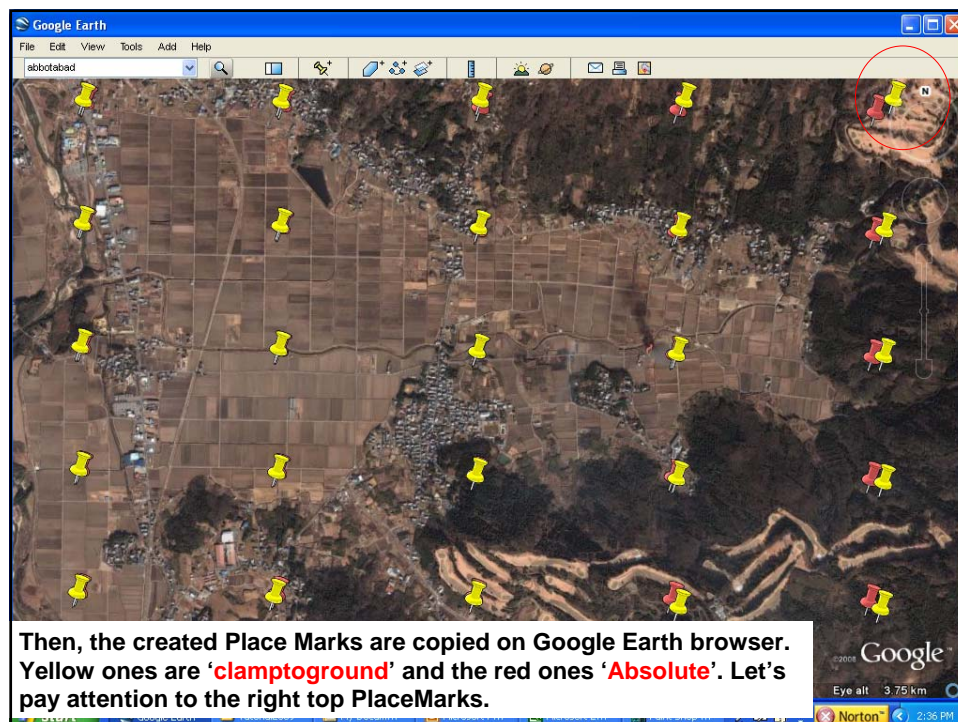 Google Earth
File Edit View Tools Add Help
abbotabad
N
Then, the created Place Marks are copied on Google Earth browser.
Yellow ones are ‘clamptoground’ and the red ones ‘Absolute’. Let’s
pay attention to the right top PlaceMarks.
©2008 Google™
Eye alt 3.75 km
Norton™ 2:36 PM